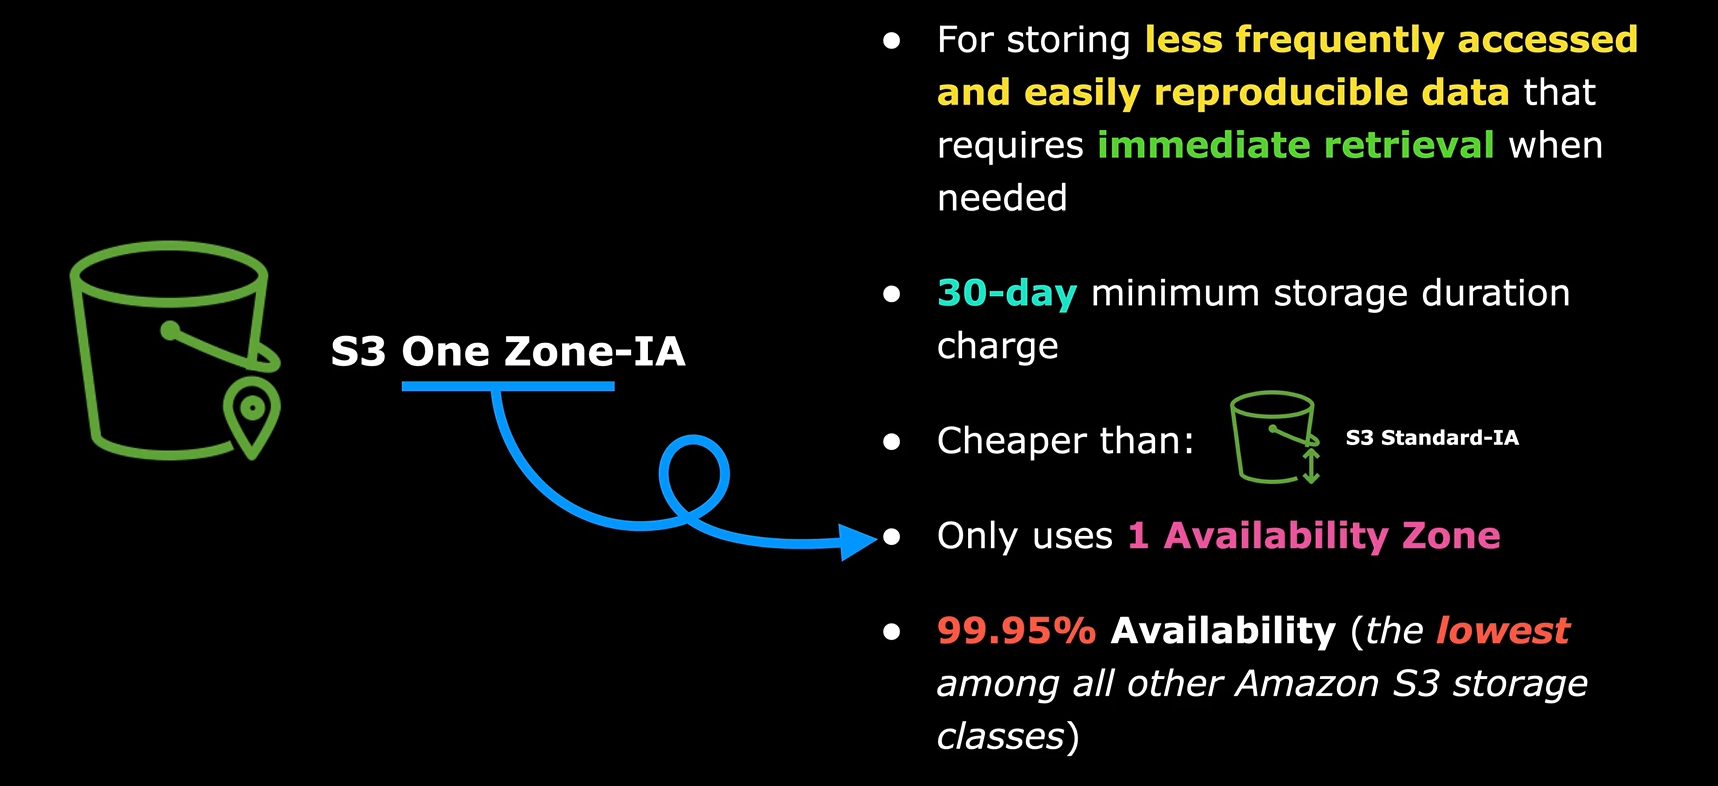 S3 One Zone-IA
● For storing less frequently accessed
and easily reproducible data that
requires immediate retrieval when
needed
● 30-day minimum storage duration
charge
● Cheaper than: S3 Standard-IA
● Only uses 1 Availability Zone
● 99.95% Availability (the lowest
among all other Amazon S3 storage
classes)